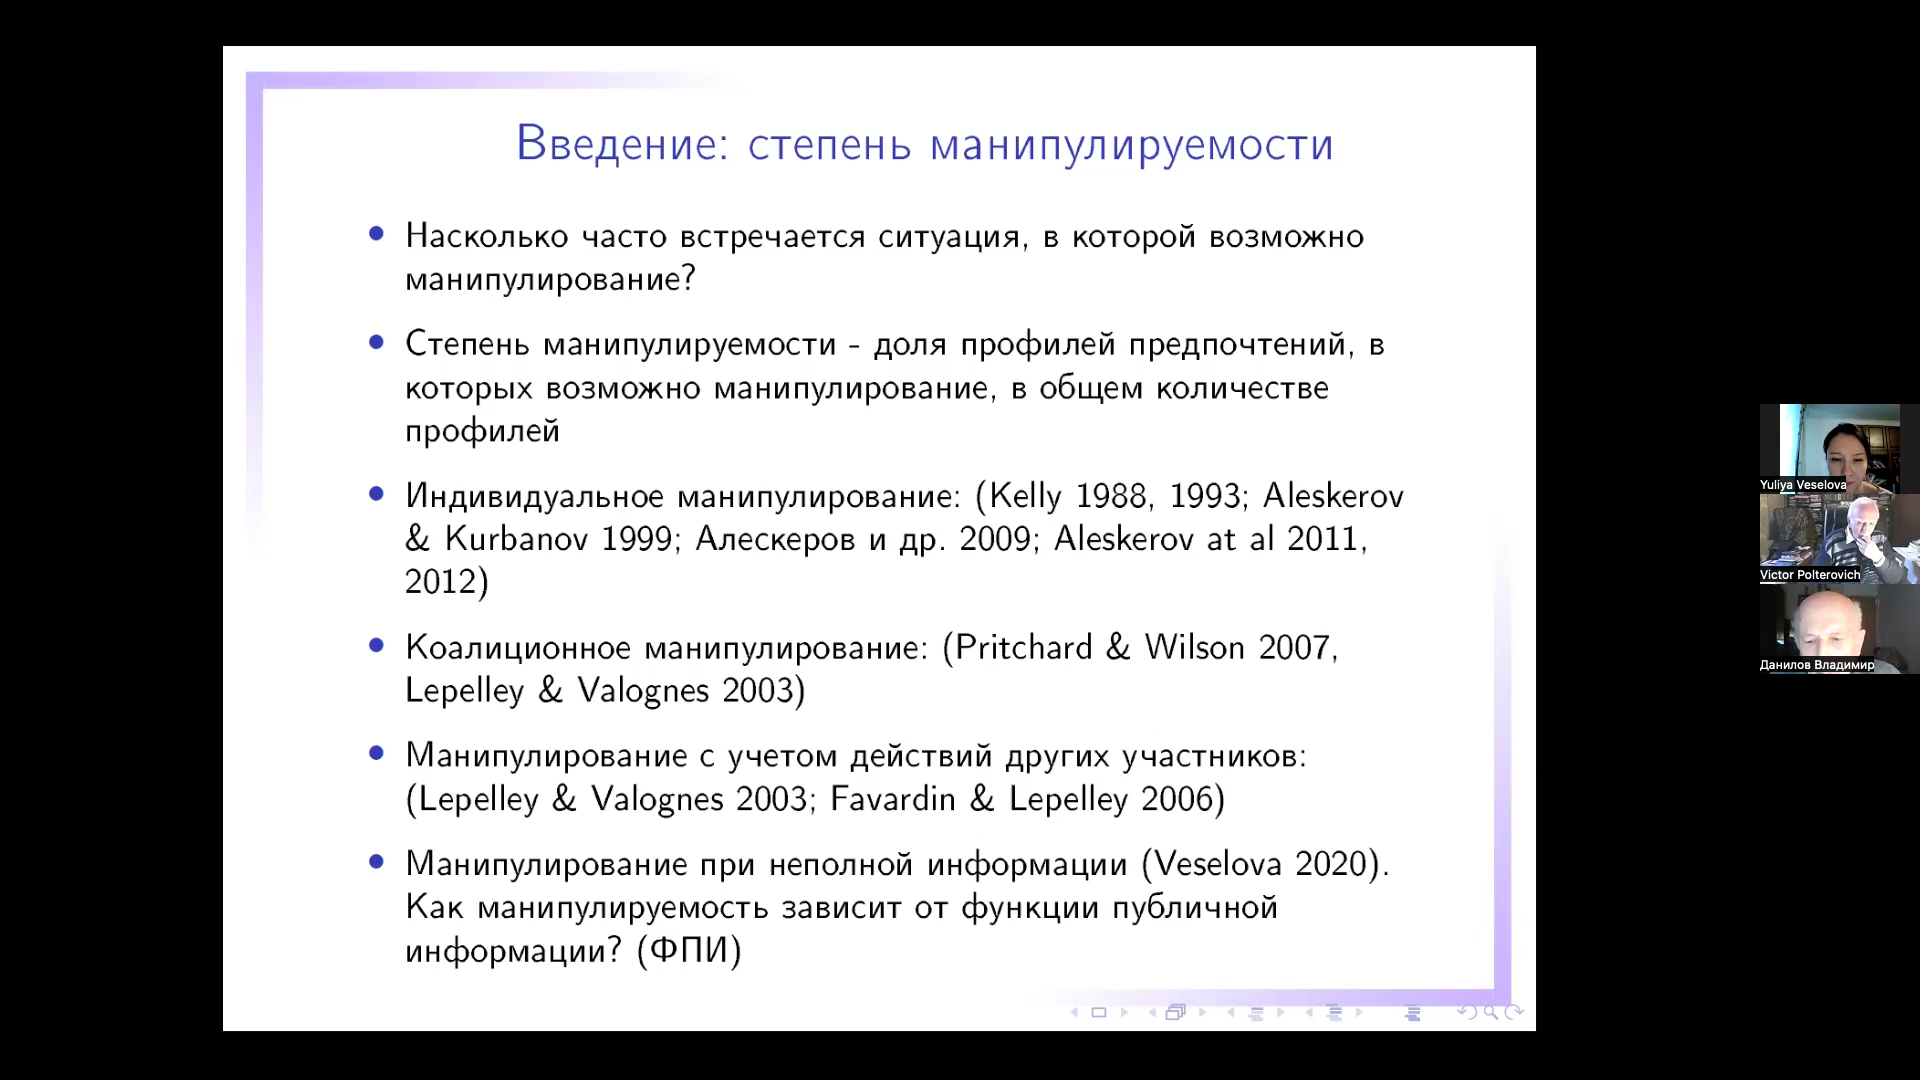 Введение: степень манипулируемости
Насколько часто встречается ситуация, в которой возможно
манипулирование?
Степень манипулируемости - доля профилей предпочтений, в
которых возможно манипулирование, в общем количестве
профилей
Индивидуальное манипулирование: (Kelly 1988, 1993; Aleskerov
& Kurbanov 1999; Алескеров и др. 2009; Aleskerov at al 2011,
2012)
Коалиционное манипулирование: (Pritchard & Wilson 2007,
Lepelley & Valognes 2003)
Манипулирование с учетом действий других участников:
(Lepelley & Valognes 2003; Favardin & Lepelley 2006)
Манипулирование при неполной информации (Veselova 2020).
Как манипулируемость зависит от функции публичной
информации? (ФПИ)
Yuliya Veselova
Victor Polterovich
Данилов Владимир